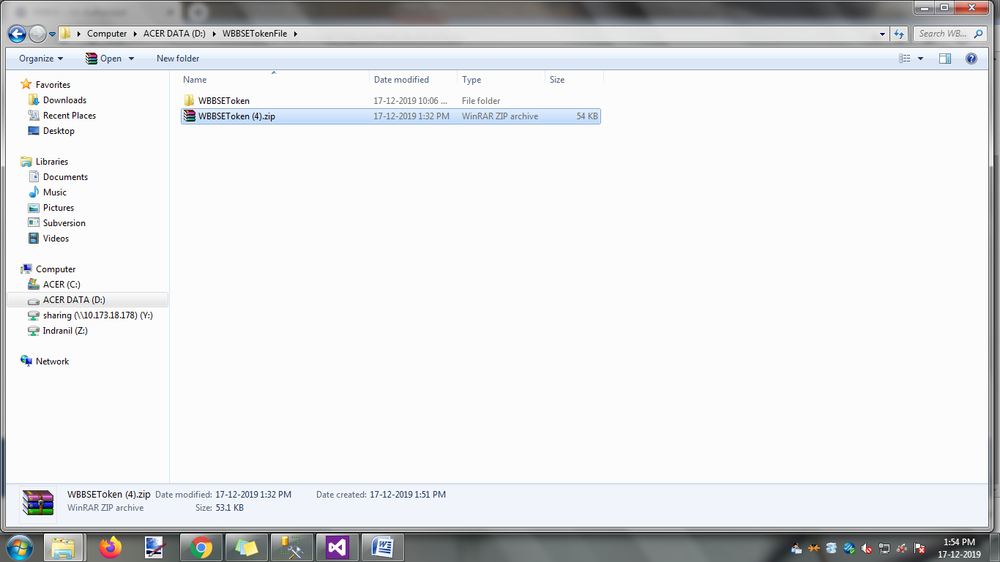 Computer ACER DATA (D:) WBBSETokenFile Search WB...
Organize Open New folder
Name Date modified Type Size
WBBSEToken 17-12-2019 10:06 ... File folder
WBBSEToken (4).zip 17-12-2019 1:32 PM WinRAR ZIP archive 54 KB
Favorites
Downloads
Recent Places
Desktop
Libraries
Documents
Music
Pictures
Subversion
Videos
Computer
ACER (C:)
ACER DATA (D:)
sharing (\\10.173.18.178) (Y:)
Indranil (Z:)
Network
WBBSEToken (4).zip Date modified: 17-12-2019 1:32 PM Date created: 17-12-2019 1:51 PM
WinRAR ZIP archive Size: 53.1 KB
1:54 PM
17-12-2019